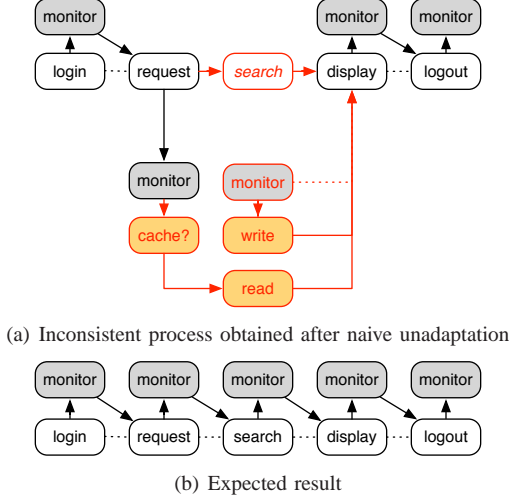 monitor monitor monitor
login request search display logout
monitor monitor
cache? write
read
(a) Inconsistent process obtained after naive unadaptation
monitor monitor monitor monitor monitor
login request search display logout
(b) Expected result